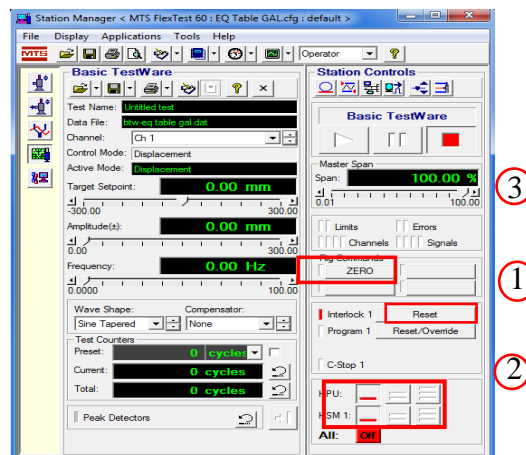 Station Manager < MTS FlexTest 60 : EQ Table GAL.cfg : default >
File Display Applications Tools Help
MTS Operator
Basic TestWare
Test Name: Untitled test
Data File: btw-eq table gal.dat
Channel: Ch 1
Control Mode: Displacement
Active Mode: Displacement
Target Setpoint: 0.00 mm
-300.00 300.00
Amplitude(±): 0.00 mm
0.00 300.00
Frequency: 0.00 Hz
0.0000 100.00
Wave Shape: Compensator:
Sine Tapered None
Test Counters
Preset: 0 cycles
Current: 0 cycles
Total: 0 cycles
Peak Detectors
Station Controls
Basic TestWare
Master Span
Span: 100.00 %
0.01 100.00
3
Limits Errors
Channels Signals
Rig Commands
ZERO
1
Interlock 1 Reset
Program 1 Reset/Override
C-Stop 1
2
HPU:
HSM 1:
All: Off